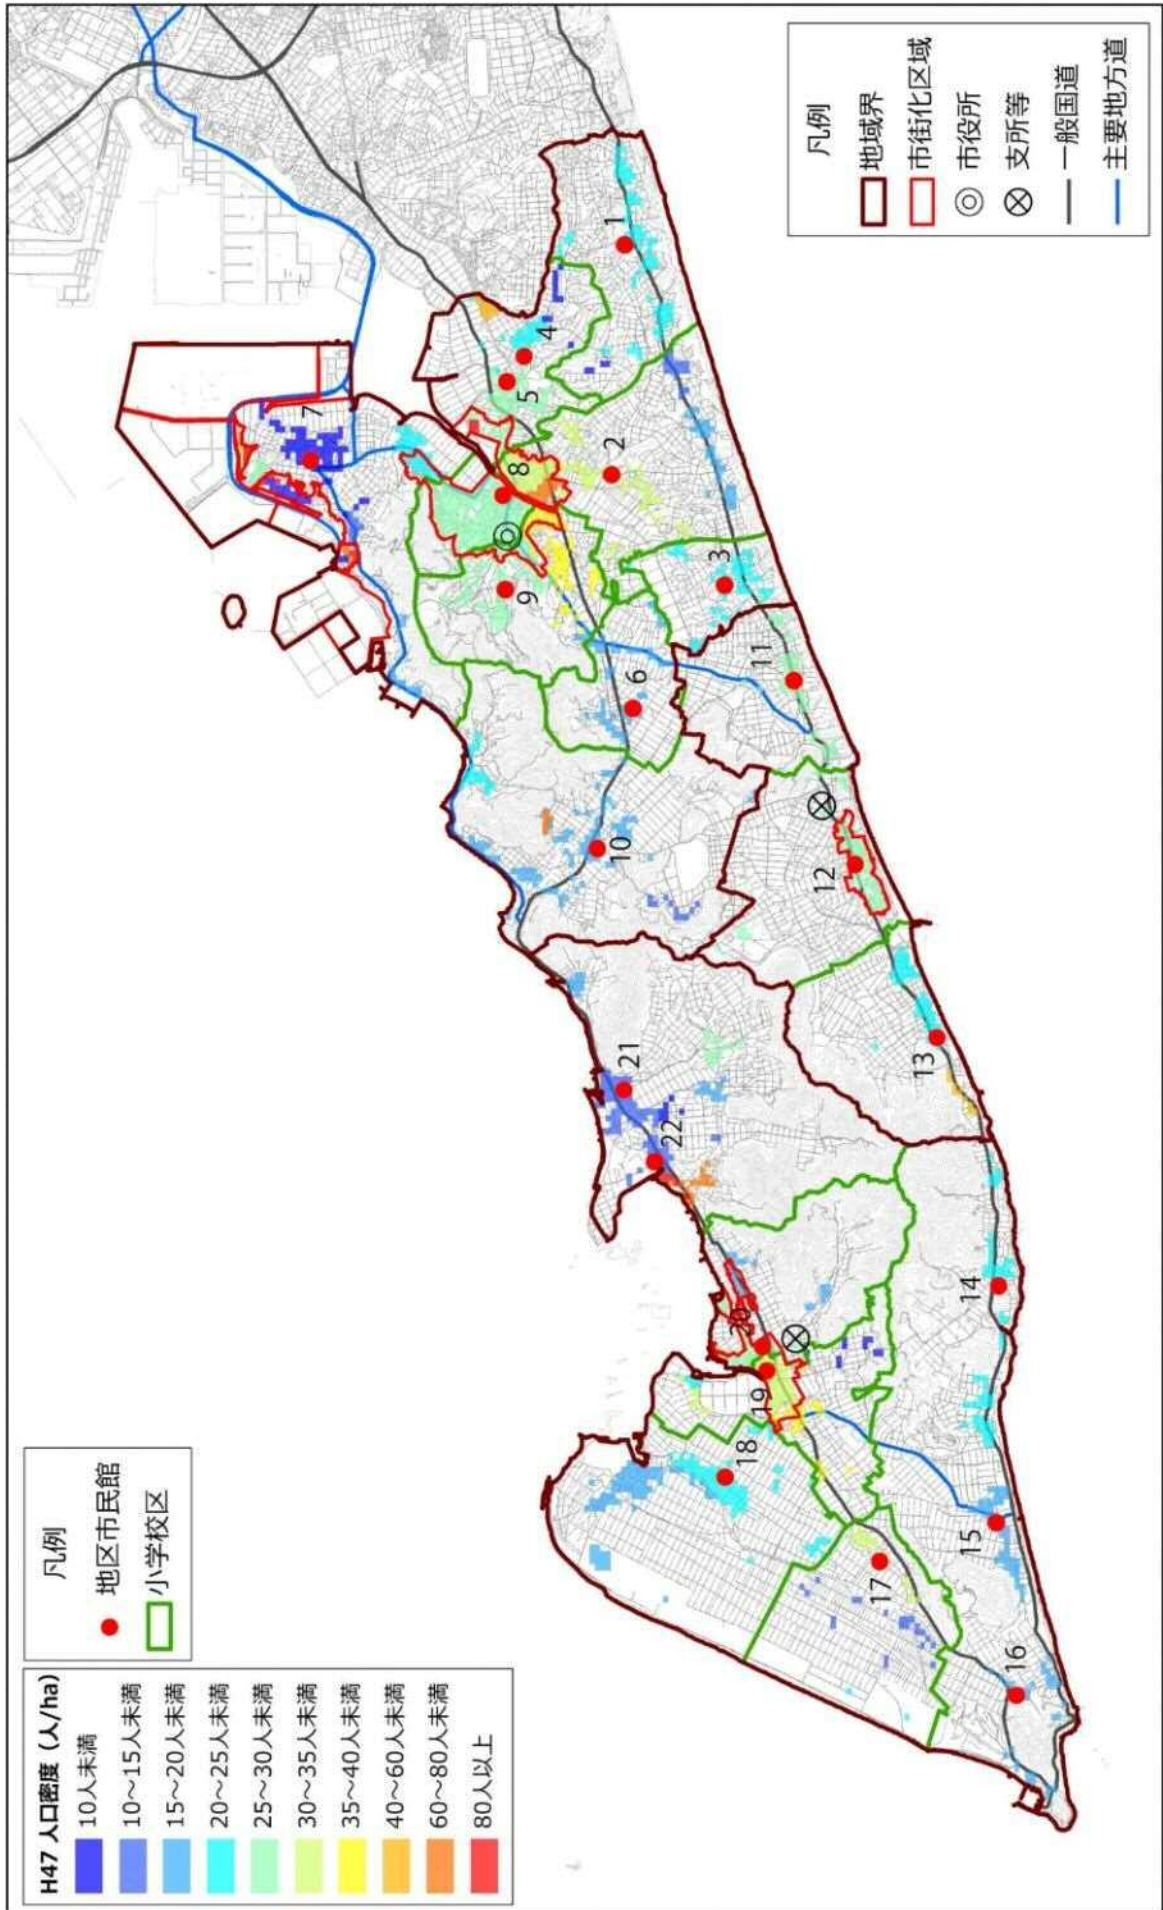 H47 人口密度（人/ha）
10人未満
10~15人未満
15~20人未満
20~25人未満
25~30人未満
30~35人未満
35~40人未満
40~60人未満
60~80人未満
80人以上
凡例
地区市民館
小学校区
凡例
地域界
市街化区域
市役所
支所等
一般国道
主要地方道
1
2
3
4
5
6
7
8
9
10
11
12
13
14
15
16
17
18
19
20
21
22